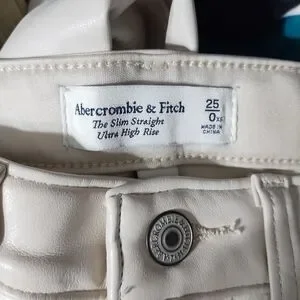 Abercrombie & Fitch
The Slim Straight
Ultra High Rise
25
0
MADE IN
CHINA